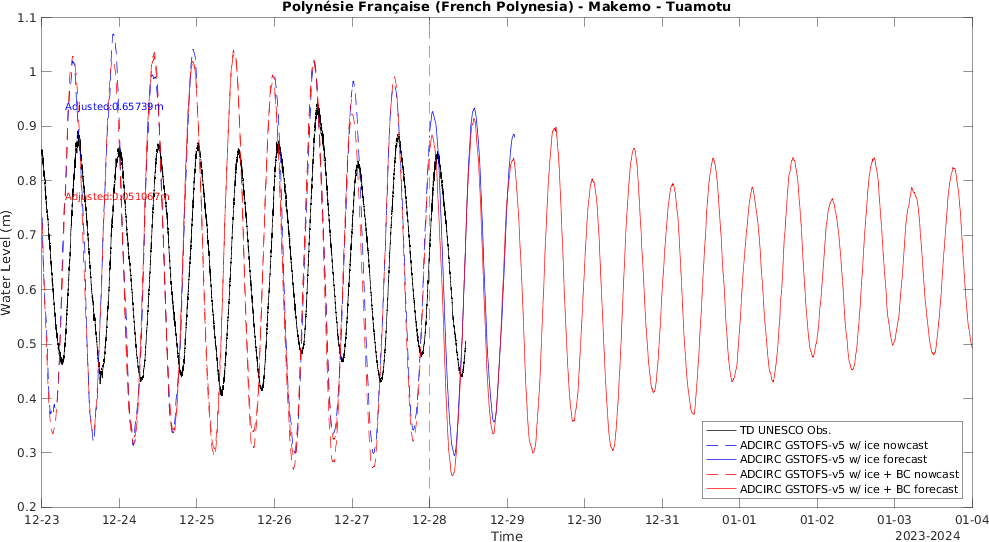 Polynésie Française (French Polynesia) - Makemo - Tuamotu
1.1
1
0.9
0.8
0.7
0.6
0.5
0.4
0.3
0.2
Water Level (m)
Adjusted:0.65739m
Adjusted:0.051067m
TD UNESCO Obs.
ADCIRC GSTOFS-v5 w/ ice nowcast
ADCIRC GSTOFS-v5 w/ ice forecast
ADCIRC GSTOFS-v5 w/ ice + BC nowcast
ADCIRC GSTOFS-v5 w/ ice + BC forecast
12-23 12-24 12-25 12-26 12-27 12-28 12-29 12-30 12-31 01-01 01-02 01-03 01-04
Time
2023-2024